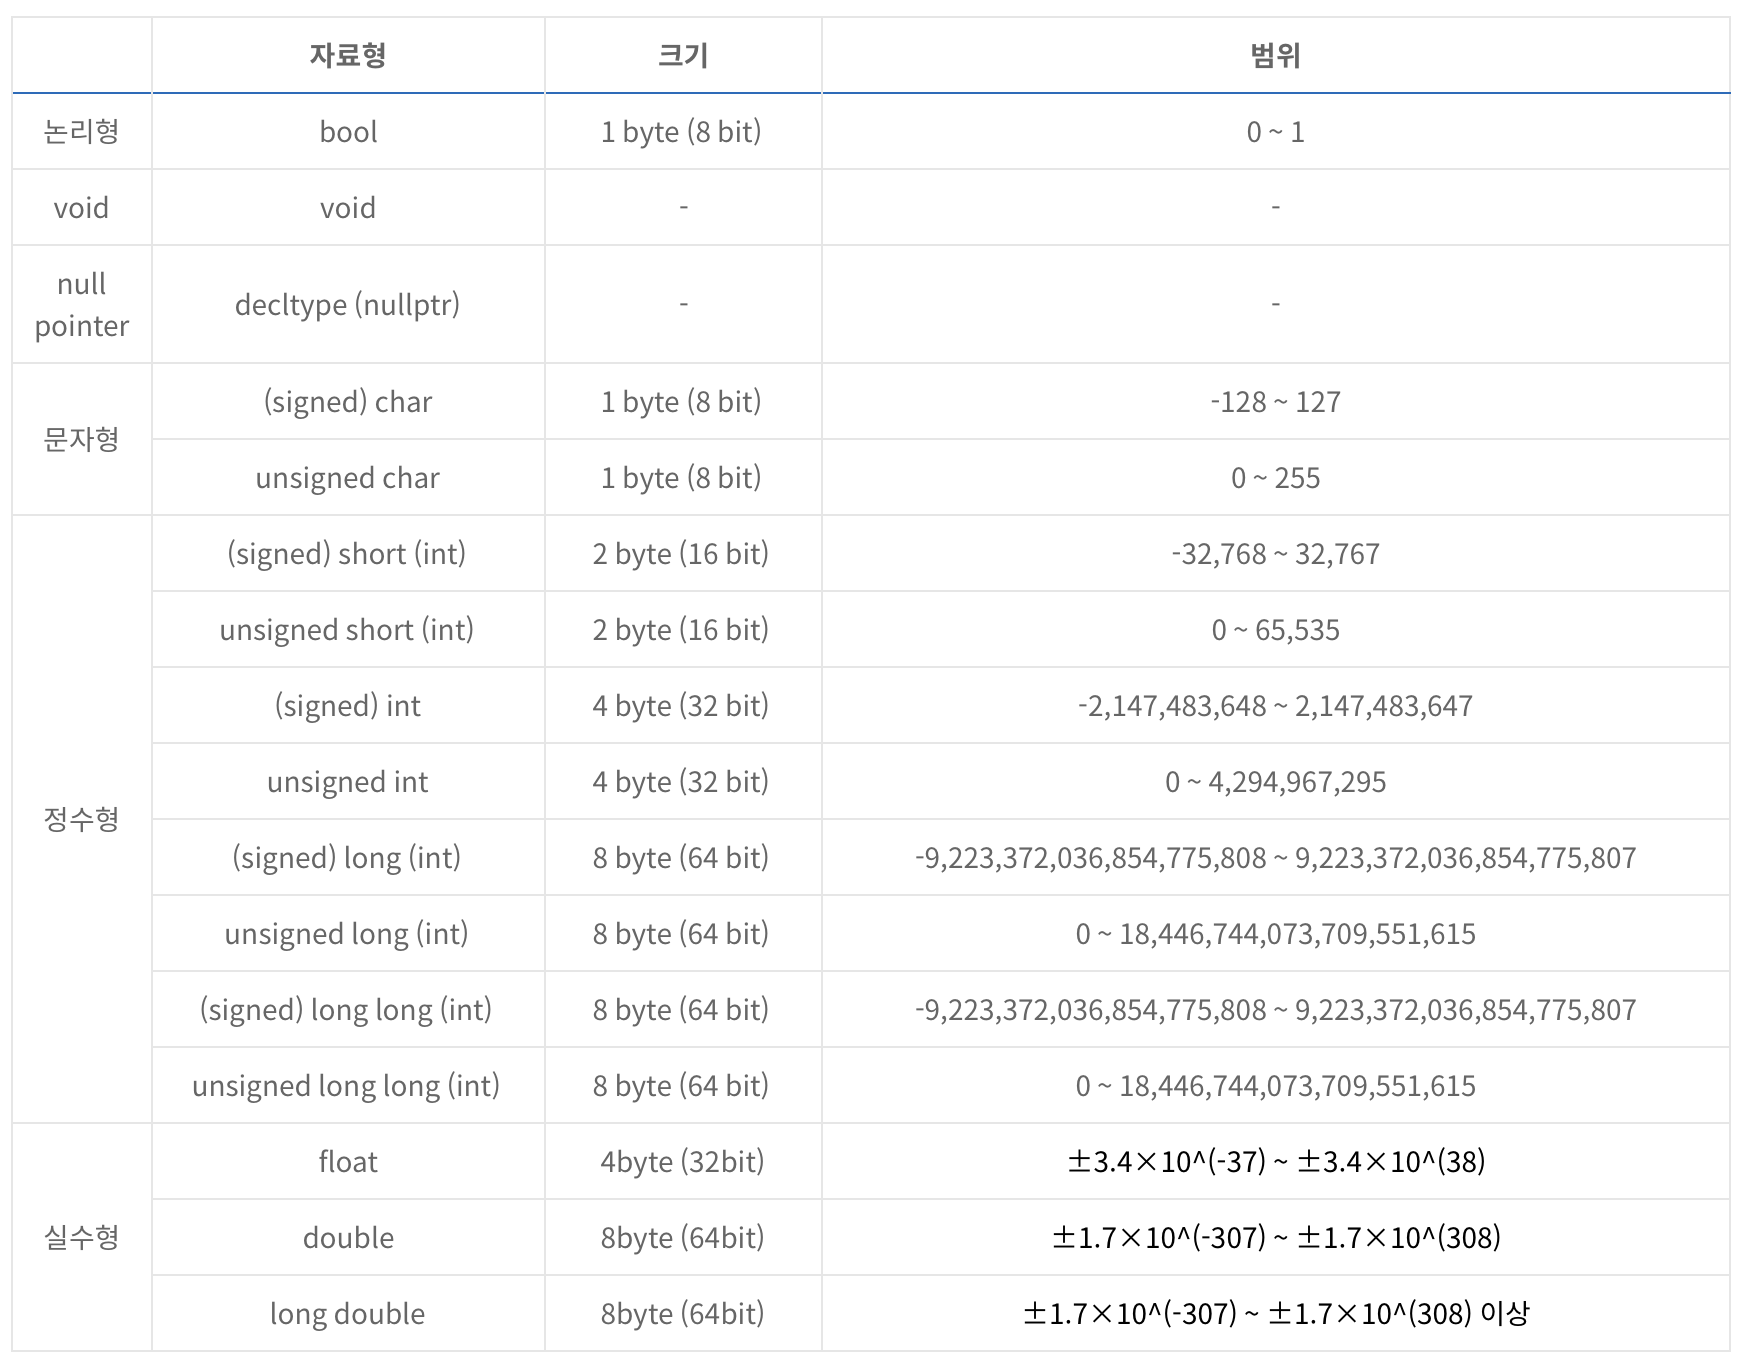 자료형 크기 범위
논리형 bool 1 byte (8 bit) 0 ~ 1
void void - -
null
pointer decltype (nullptr) - -
문자형 (signed) char 1 byte (8 bit) -128 ~ 127
unsigned char 1 byte (8 bit) 0 ~ 255
정수형 (signed) short (int) 2 byte (16 bit) -32,768 ~ 32,767
unsigned short (int) 2 byte (16 bit) 0 ~ 65,535
(signed) int 4 byte (32 bit) -2,147,483,648 ~ 2,147,483,647
unsigned int 4 byte (32 bit) 0 ~ 4,294,967,295
(signed) long (int) 8 byte (64 bit) -9,223,372,036,854,775,808 ~ 9,223,372,036,854,775,807
unsigned long (int) 8 byte (64 bit) 0 ~ 18,446,744,073,709,551,615
(signed) long long (int) 8 byte (64 bit) -9,223,372,036,854,775,808 ~ 9,223,372,036,854,775,807
unsigned long long (int) 8 byte (64 bit) 0 ~ 18,446,744,073,709,551,615
실수형 float 4byte (32bit) ±3.4×10^(-37) ~ ±3.4×10^(38)
double 8byte (64bit) ±1.7×10^(-307) ~ ±1.7×10^(308)
long double 8byte (64bit) ±1.7×10^(-307) ~ ±1.7×10^(308) 이상